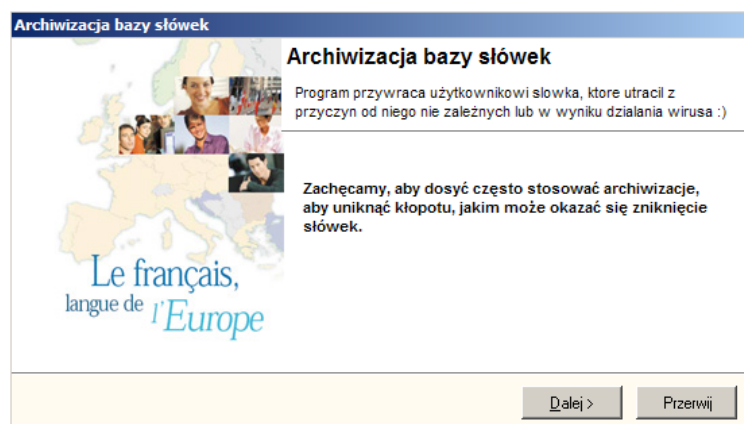 Archiwizacja bazy słówek
Archiwizacja bazy słówek
Program przywraca użytkownikowi slowka, ktore utracil z
przyczyn od niego nie zależnych lub w wyniku dzialania wirusa :)
Zachęcamy, aby dosyć często stosować archiwizacje,
aby uniknąć kłopotu, jakim może okazać się zniknięcie
słówek.
Le français,
langue de l'Europe
Dalej > Przerwij